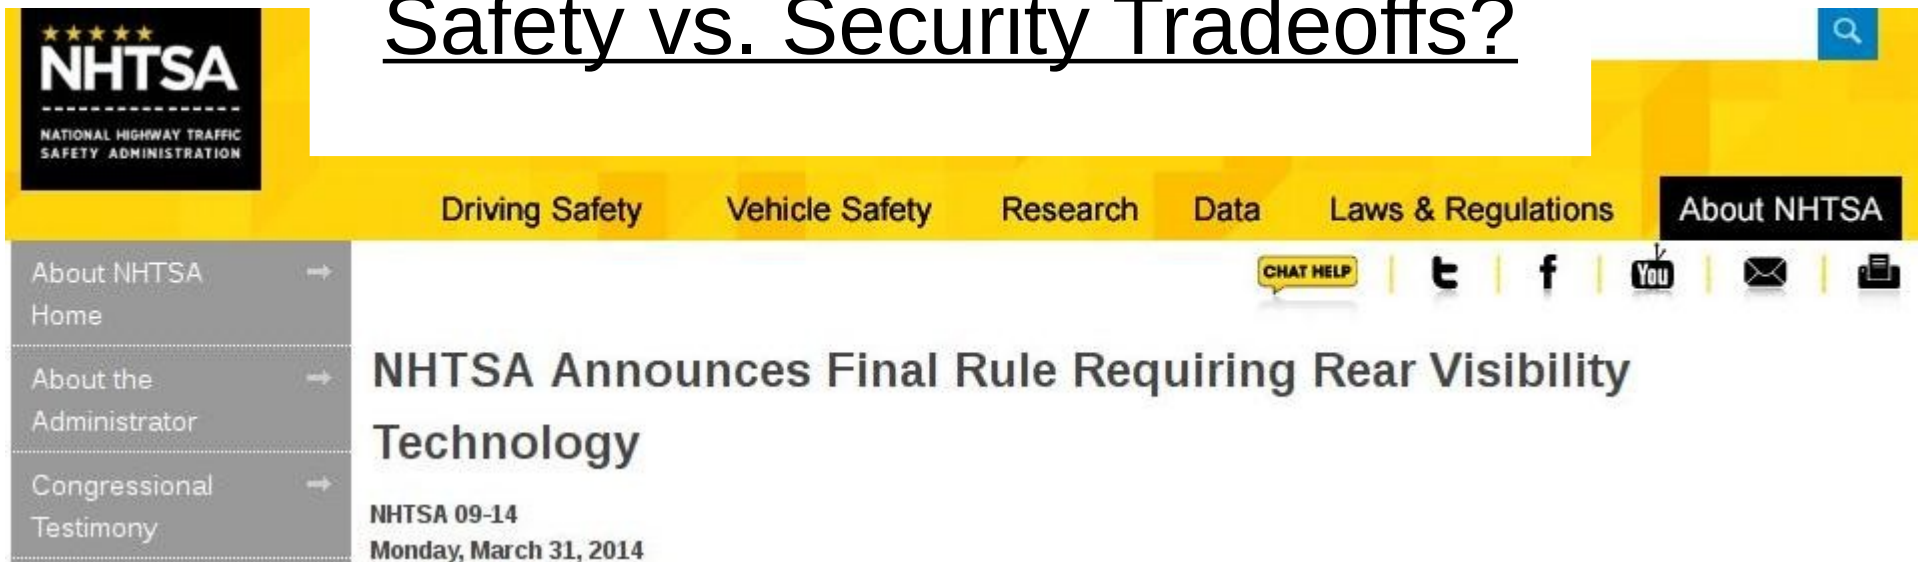 Safety vs. Security Tradeoffs?
NHTSA
NATIONAL HIGHWAY TRAFFIC
SAFETY ADMINISTRATION
Driving Safety Vehicle Safety Research Data Laws & Regulations About NHTSA
CHAT HELP t f You
About NHTSA
Home
About the
Administrator
Congressional
Testimony
NHTSA Announces Final Rule Requiring Rear Visibility
Technology
NHTSA 09-14
Monday, March 31, 2014